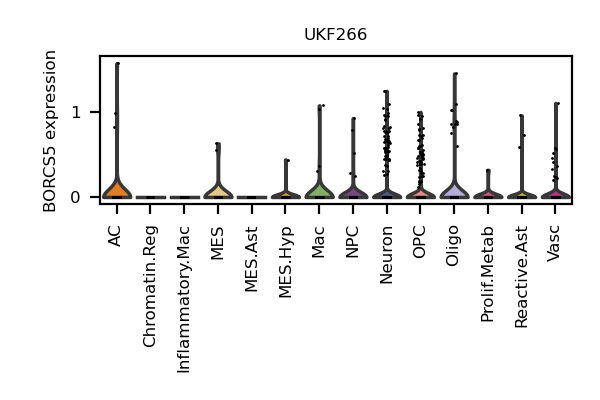 UKF266
BORCS5 expression
1
0
AC
Chromatin.Reg
Inflammatory.Mac
MES
MES.Ast
MES.Hyp
Mac
NPC
Neuron
OPC
Oligo
Prolif.Metab
Reactive.Ast
Vasc